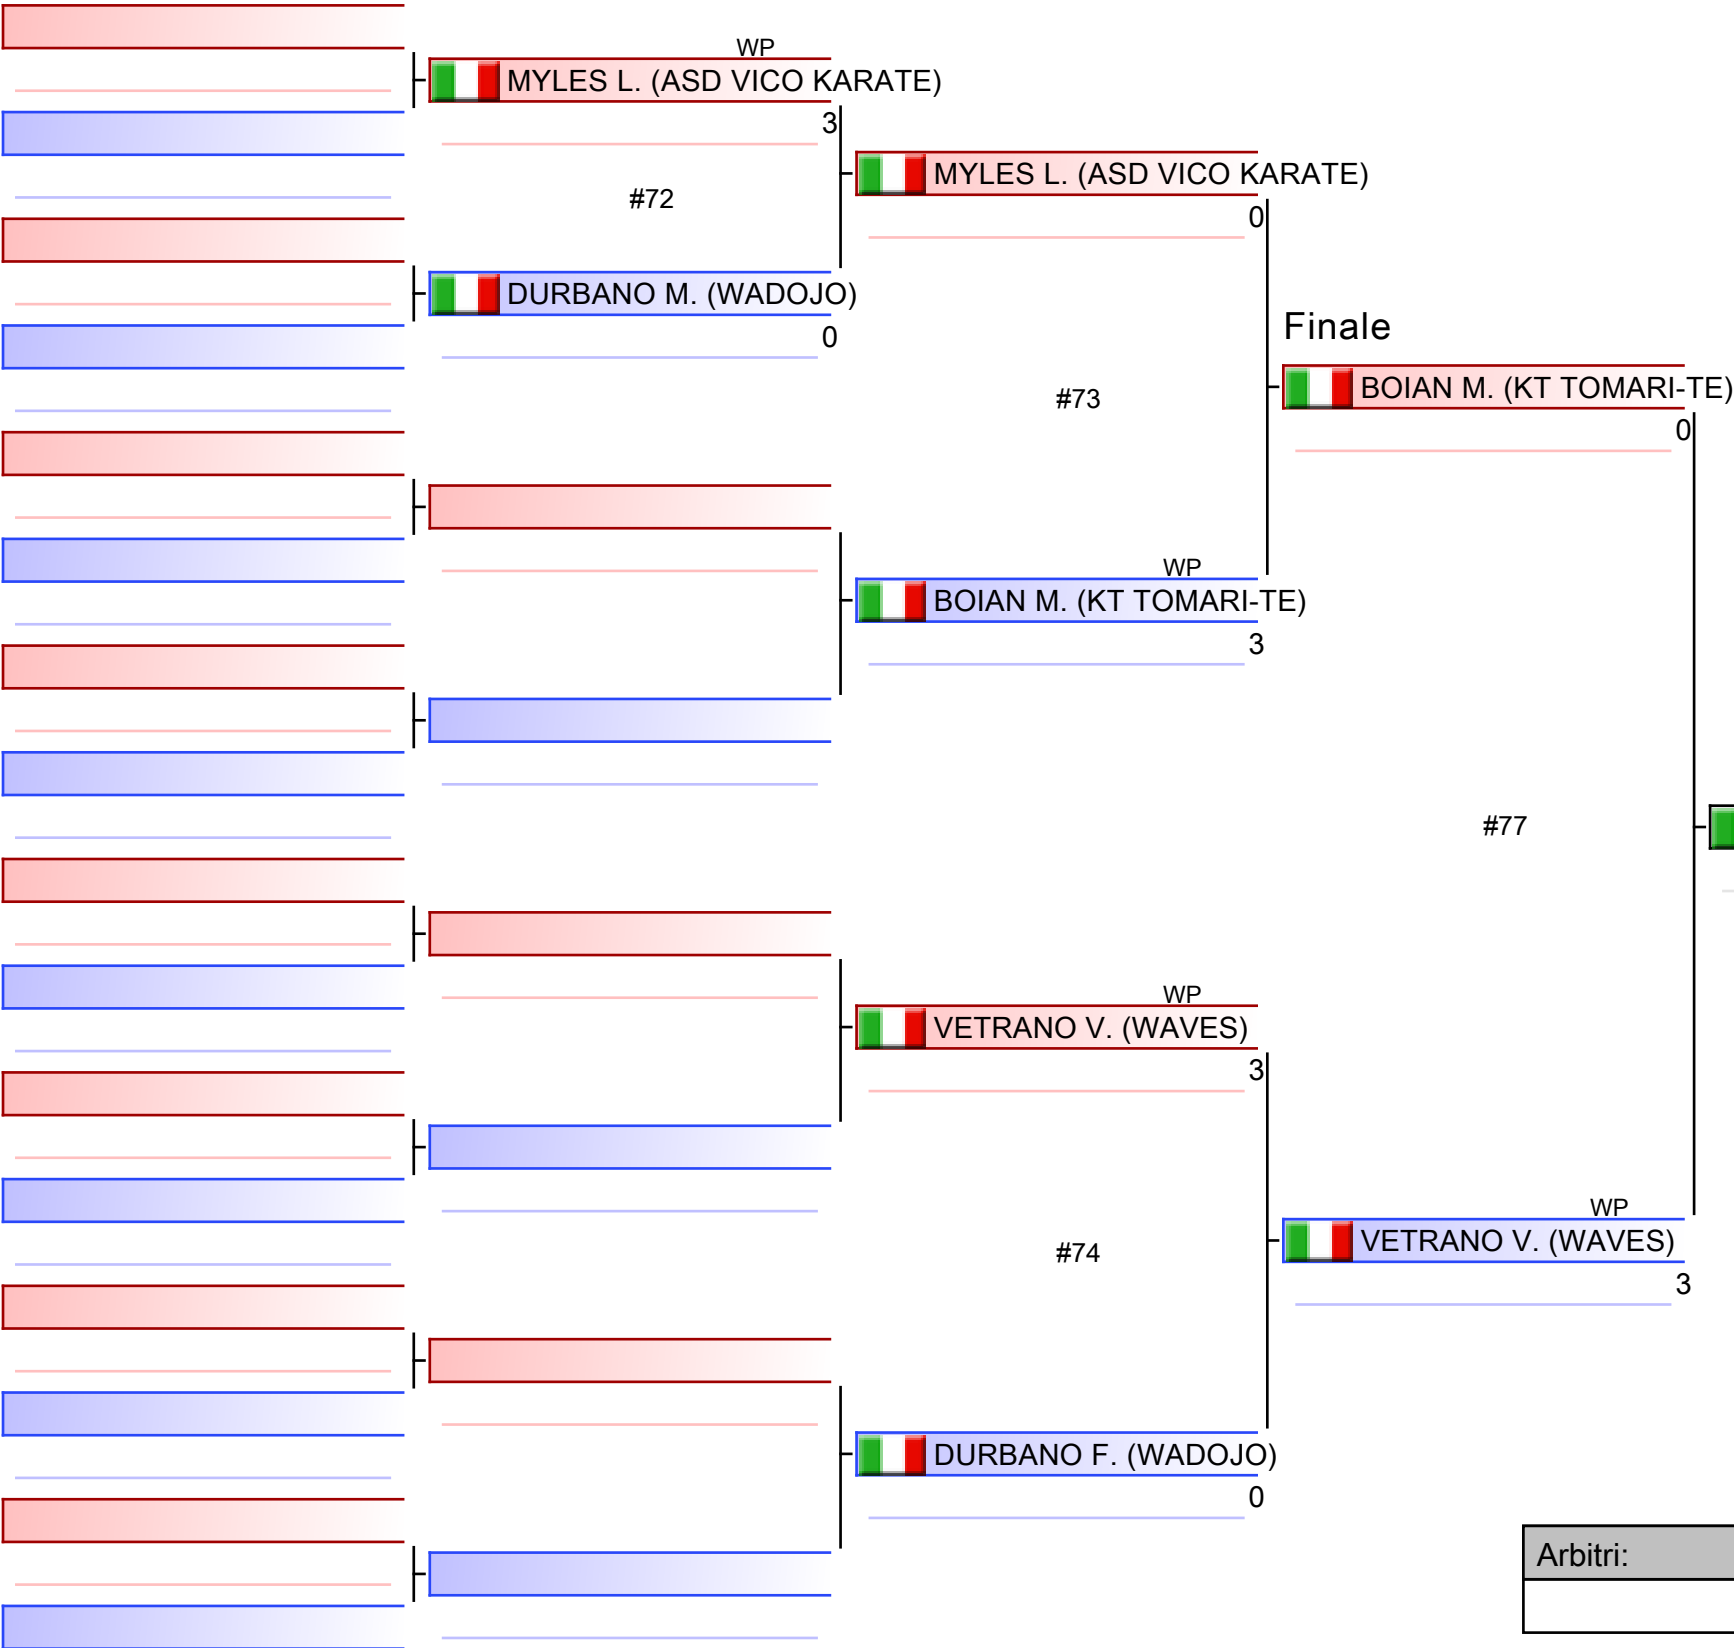 WP
MYLES L. (ASD VICO KARATE)
3
MYLES L. (ASD VICO KARATE)
#72
0
DURBANO M. (WADOJO)
0
Finale
#73
BOIAN M. (KT TOMARI-TE)
0
WP
BOIAN M. (KT TOMARI-TE)
3
#77
WP
VETRANO V. (WAVES)
3
WP
#74
VETRANO V. (WAVES)
3
DURBANO F. (WADOJO)
0
Arbitri: